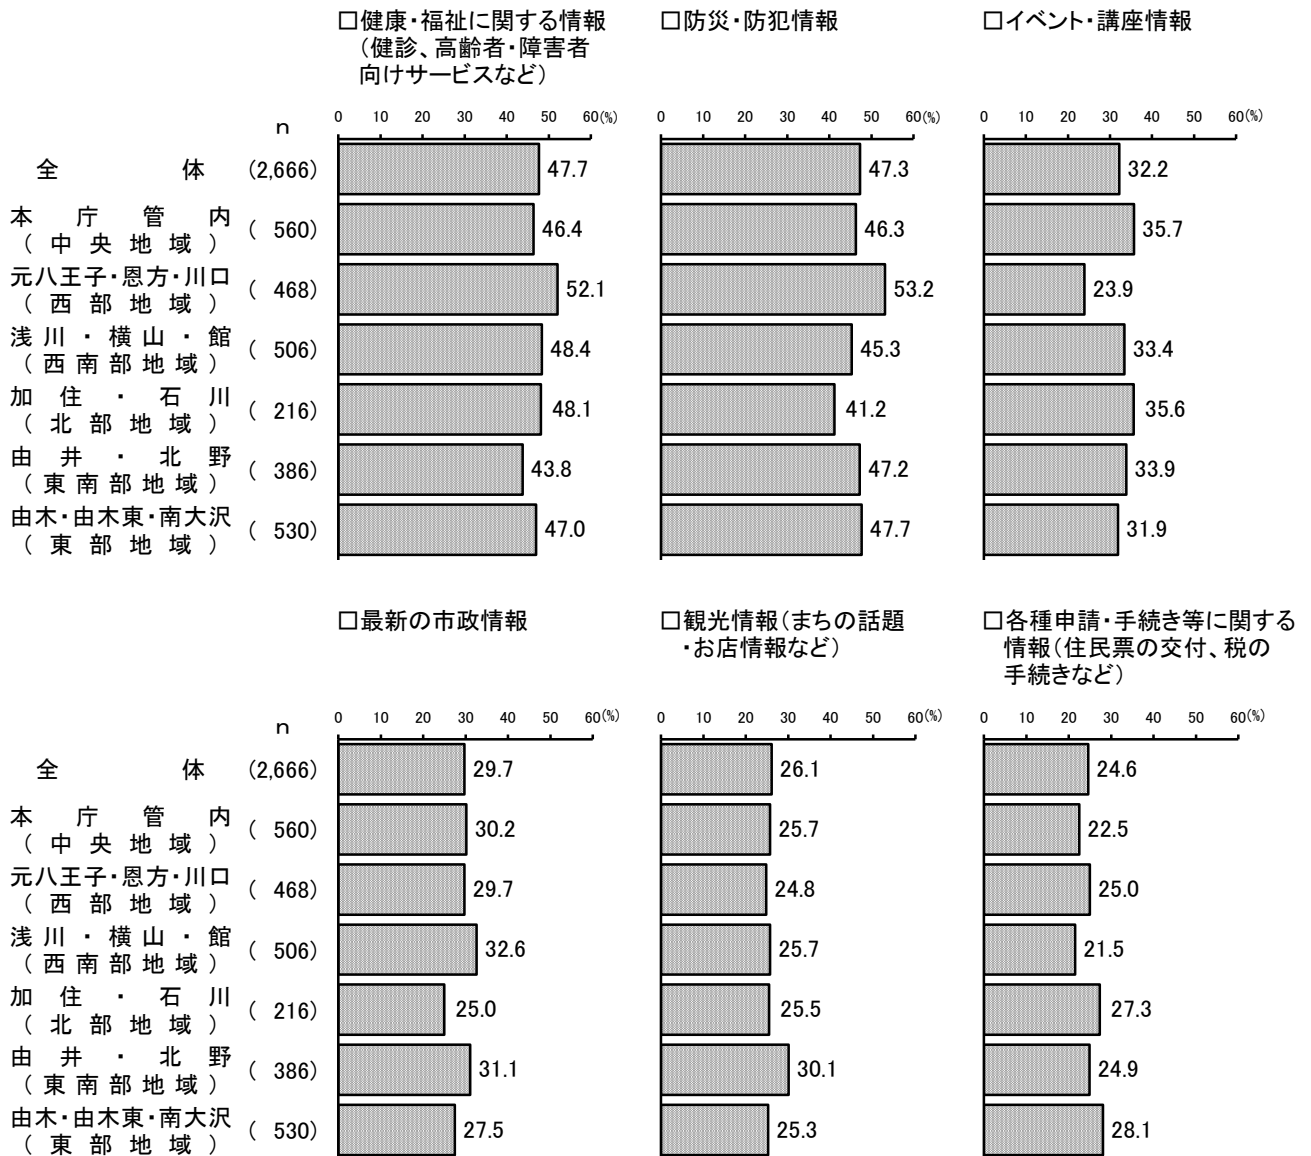 □健康・福祉に関する情報
（健診、高齢者・障害者
向けサービスなど）
□防災・防犯情報
□イベント・講座情報
n
0 10 20 30 40 50 60(%)
0 10 20 30 40 50 60(%)
0 10 20 30 40 50 60(%)
全体 (2,666) 47.7 47.3 32.2
本庁管内
（中央地域） ( 560) 46.4 46.3 35.7
元八王子・恩方・川口
（西部地域） ( 468) 52.1 53.2 23.9
浅川・横山・館
（西南部地域） ( 506) 48.4 45.3 33.4
加住・石川
（北部地域） ( 216) 48.1 41.2 35.6
由井・北野
（東南部地域） ( 386) 43.8 47.2 33.9
由木・由木東・南大沢
（東部地域） ( 530) 47.0 47.7 31.9
□最新の市政情報
□観光情報（まちの話題
・お店情報など）
□各種申請・手続き等に関する
情報（住民票の交付、税の
手続きなど）
n
0 10 20 30 40 50 60(%)
0 10 20 30 40 50 60(%)
0 10 20 30 40 50 60(%)
全体 (2,666) 29.7 26.1 24.6
本庁管内
（中央地域） ( 560) 30.2 25.7 22.5
元八王子・恩方・川口
（西部地域） ( 468) 29.7 24.8 25.0
浅川・横山・館
（西南部地域） ( 506) 32.6 25.7 21.5
加住・石川
（北部地域） ( 216) 25.0 25.5 27.3
由井・北野
（東南部地域） ( 386) 31.1 30.1 24.9
由木・由木東・南大沢
（東部地域） ( 530) 27.5 25.3 28.1